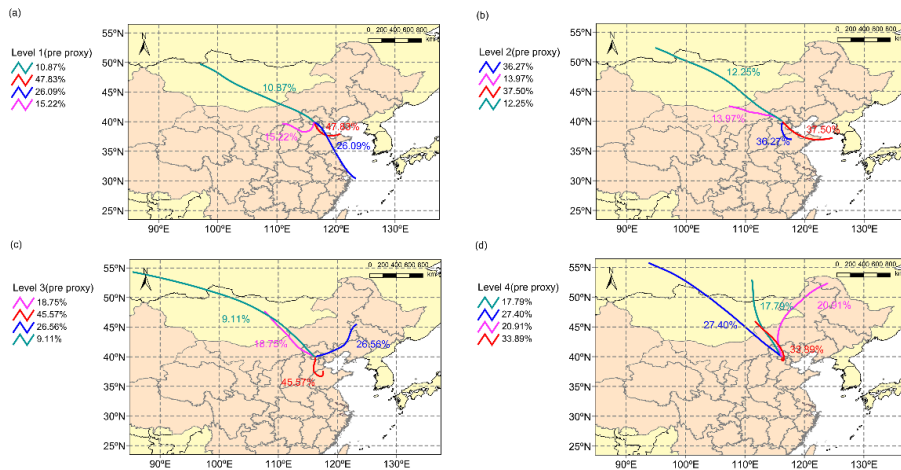 (a)
Level 1(pre proxy)
10.87%
47.83%
26.09%
15.22%
N
0 200 400 600 800
km
10.87%
15.22%
47.83%
26.09%
55°N
50°N
45°N
40°N
35°N
30°N
25°N
85°E 90°E 100°E 110°E 120°E 130°E
(b)
Level 2(pre proxy)
36.27%
13.97%
37.50%
12.25%
N
0 200 400 600 800
km
12.25%
13.97%
36.27%
37.50%
55°N
50°N
45°N
40°N
35°N
30°N
25°N
90°E 100°E 110°E 120°E 130°E
(c)
Level 3(pre proxy)
18.75%
45.57%
26.56%
9.11%
N
0 200 400 600 800
km
9.11%
18.75%
26.56%
45.57%
55°N
50°N
45°N
40°N
35°N
30°N
25°N
85°E 90°E 100°E 110°E 120°E 130°E
(d)
Level 4(pre proxy)
17.79%
27.40%
20.91%
33.89%
N
0 200 400 600 800
km
17.79%
20.91%
27.40%
33.89%
55°N
50°N
45°N
40°N
35°N
30°N
25°N
90°E 100°E 110°E 120°E 130°E